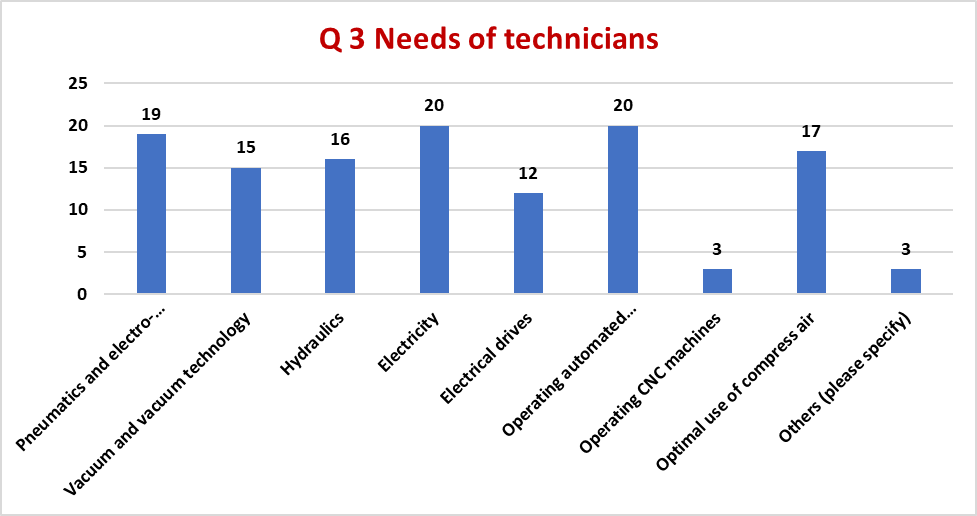 Q 3 Needs of technicians
25
20
15
10
5
0
19
15
16
20
12
20
3
17
3
Pneumatics and electro-...
Vacuum and vacuum technology
Hydraulics
Electricity
Electrical drives
Operating automated...
Operating CNC machines
Optimal use of compress air
Others (please specify)